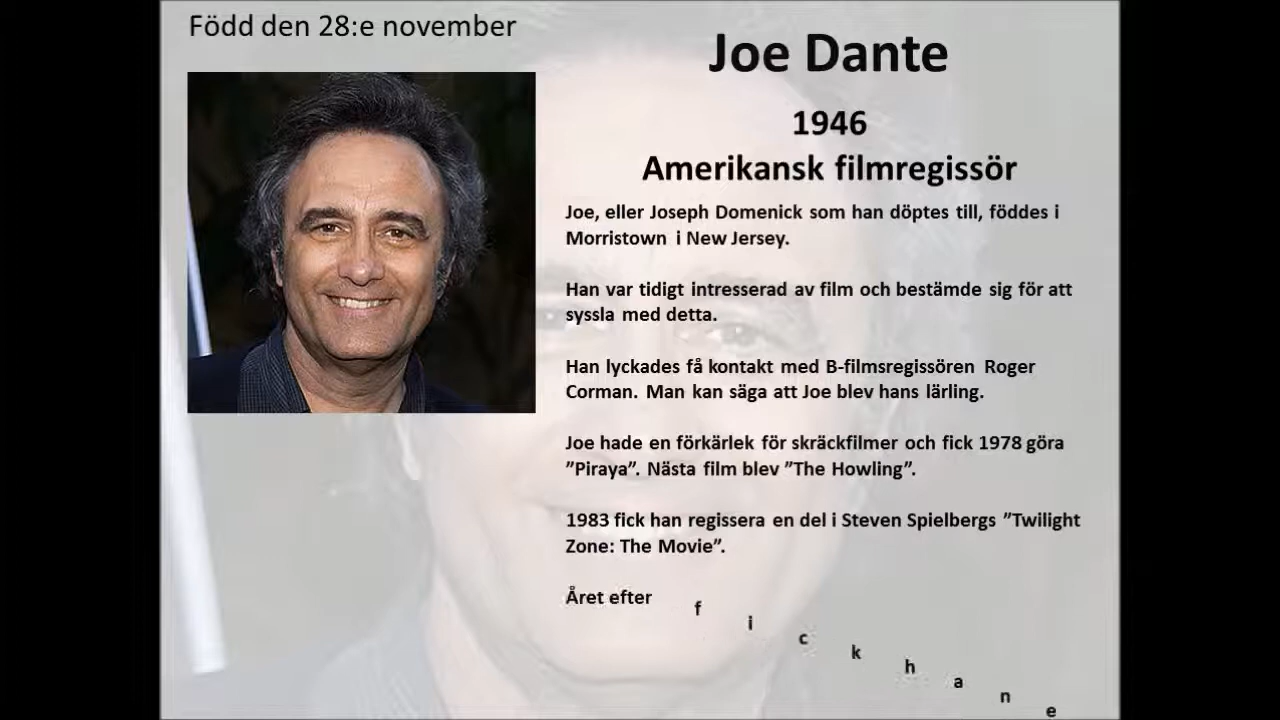 Född den 28:e november
Joe Dante
1946
Amerikansk filmregissör
Joe, eller Joseph Domenick som han döptes till, föddes i
Morristown i New Jersey.
Han var tidigt intresserad av film och bestämde sig för att
syssla med detta.
Han lyckades få kontakt med B-filmsregissören Roger
Corman. Man kan säga att Joe blev hans lärling.
Joe hade en förkärlek för skräckfilmer och fick 1978 göra
”Piraya”. Nästa film blev ”The Howling”.
1983 fick han regissera en del i Steven Spielbergs ”Twilight
Zone: The Movie”.
Året efter f i c k h a n e